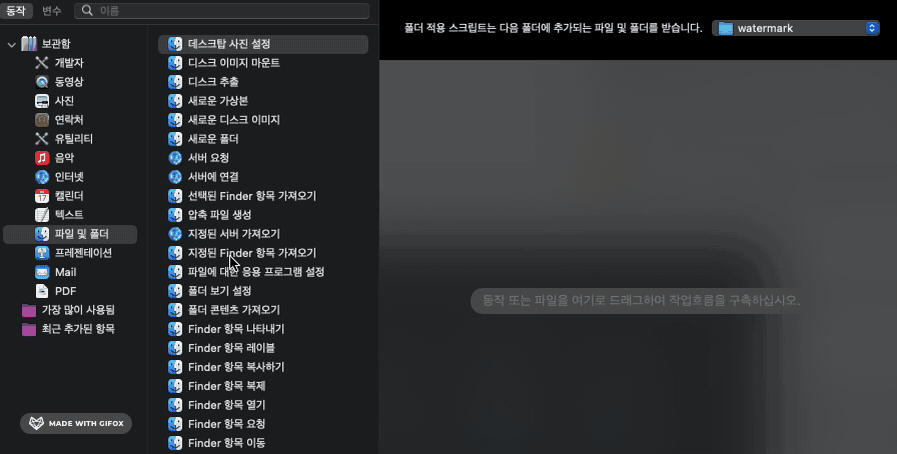 동작 변수 이름
폴더 적용 스크립트는 다음 폴더에 추가되는 파일 및 폴더를 받습니다. watermark
보관함
개발자
동영상
사진
연락처
유틸리티
음악
인터넷
캘린더
17
텍스트
파일 및 폴더
프레젠테이션
Mail
PDF
가장 많이 사용됨
최근 추가된 항목
데스크탑 사진 설정
디스크 이미지 마운트
디스크 추출
새로운 가상본
새로운 디스크 이미지
새로운 폴더
서버 요청
서버에 연결
선택된 Finder 항목 가져오기
압축 파일 생성
지정된 서버 가져오기
지정된 Finder 항목 가져오기
파일에 대한 응용 프로그램 설정
폴더 보기 설정
폴더 콘텐츠 가져오기
Finder 항목 나타내기
Finder 항목 레이블
Finder 항목 복사하기
Finder 항목 복제
Finder 항목 열기
Finder 항목 요청
Finder 항목 이동
동작 또는 파일을 여기로 드래그하여 작업흐름을 구축하십시오.
MADE WITH GIFOX